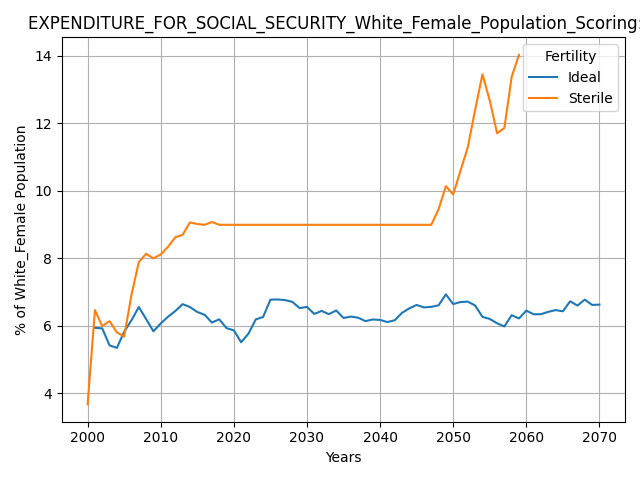 EXPENDITURE_FOR_SOCIAL_SECURITY_White_Female_Population_Scoring:
Fertility
Ideal
Sterile
% of White_Female Population
14
12
10
8
6
4
2000 2010 2020 2030 2040 2050 2060 2070
Years